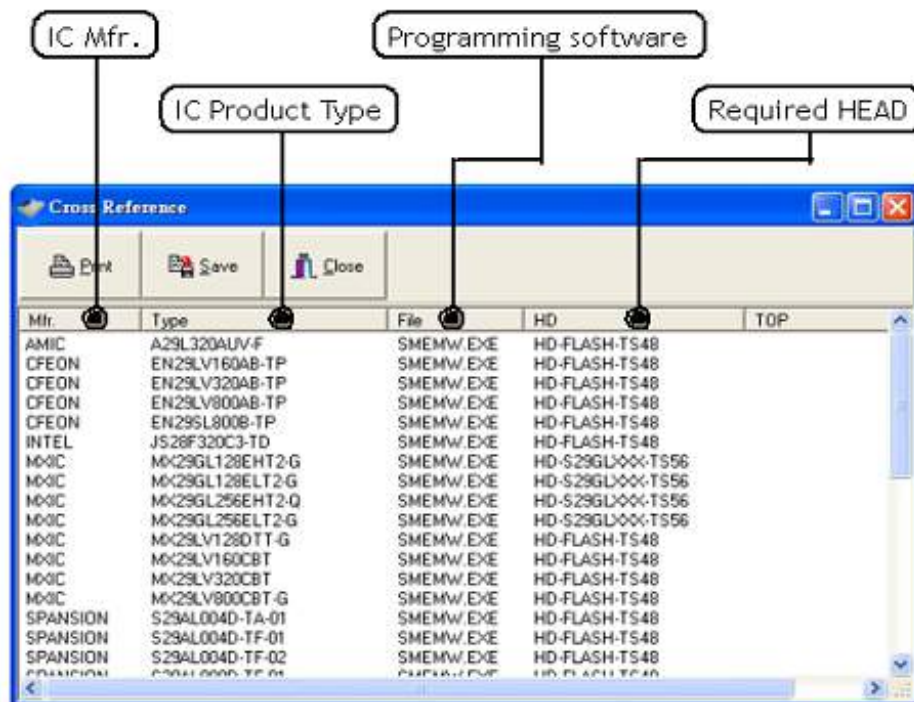 IC Mfr.
Programming software
IC Product Type
Required HEAD
Cross Reference
Print Save Close
Mfr. Type File HD TOP
AMIC A29L320AUV-F SMEMW.EXE HD-FLASH-TS48
CFEON EN29LV160AB-TP SMEMW.EXE HD-FLASH-TS48
CFEON EN29LV320AB-TP SMEMW.EXE HD-FLASH-TS48
CFEON EN29LV800AB-TP SMEMW.EXE HD-FLASH-TS48
CFEON EN29SL800B-TP SMEMW.EXE HD-FLASH-TS48
INTEL JS28F320C3-TD SMEMW.EXE HD-FLASH-TS48
MXIC MX29GL128EHT2-G SMEMW.EXE HD-S29GLXXX-TS56
MXIC MX29GL128ELT2-G SMEMW.EXE HD-S29GLXXX-TS56
MXIC MX29GL256EHT2-Q SMEMW.EXE HD-S29GLXXX-TS56
MXIC MX29GL256ELT2-G SMEMW.EXE HD-S29GLXXX-TS56
MXIC MX29LV128DTT-G SMEMW.EXE HD-FLASH-TS48
MXIC MX29LV160CBT SMEMW.EXE HD-FLASH-TS48
MXIC MX29LV320CBT SMEMW.EXE HD-FLASH-TS48
MXIC MX29LV800CBT-G SMEMW.EXE HD-FLASH-TS48
SPANSION S29AL004D-TA-01 SMEMW.EXE HD-FLASH-TS48
SPANSION S29AL004D-TF-01 SMEMW.EXE HD-FLASH-TS48
SPANSION S29AL004D-TF-02 SMEMW.EXE HD-FLASH-TS48